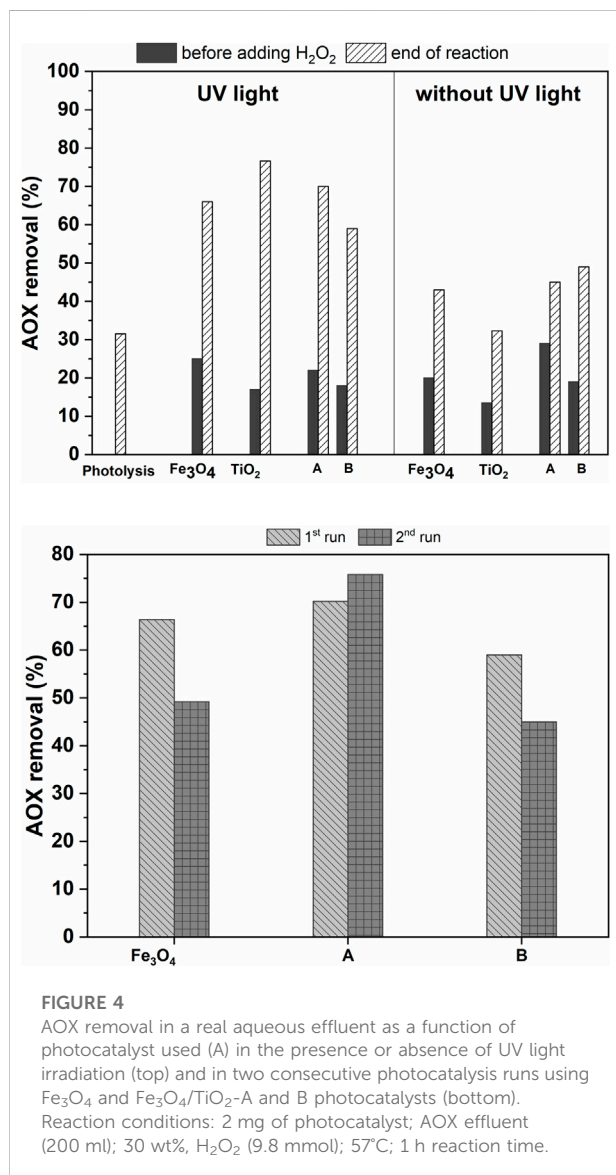 before adding H₂O₂ end of reaction
100
90
80
70
60
50
40
30
20
10
0
AOX removal (%)
UV light without UV light
Photolysis Fe₃O₄ TiO₂ A B Fe₃O₄ TiO₂ A B
1st run 2nd run
80
70
60
50
40
30
20
10
0
AOX removal (%)
Fe₃O₄ A B
FIGURE 4
AOX removal in a real aqueous effluent as a function of
photocatalyst used (A) in the presence or absence of UV light
irradiation (top) and in two consecutive photocatalysis runs using
Fe₃O₄ and Fe₃O₄/TiO₂-A and B photocatalysts (bottom).
Reaction conditions: 2 mg of photocatalyst; AOX effluent
(200 ml); 30 wt%, H₂O₂ (9.8 mmol); 57°C; 1 h reaction time.